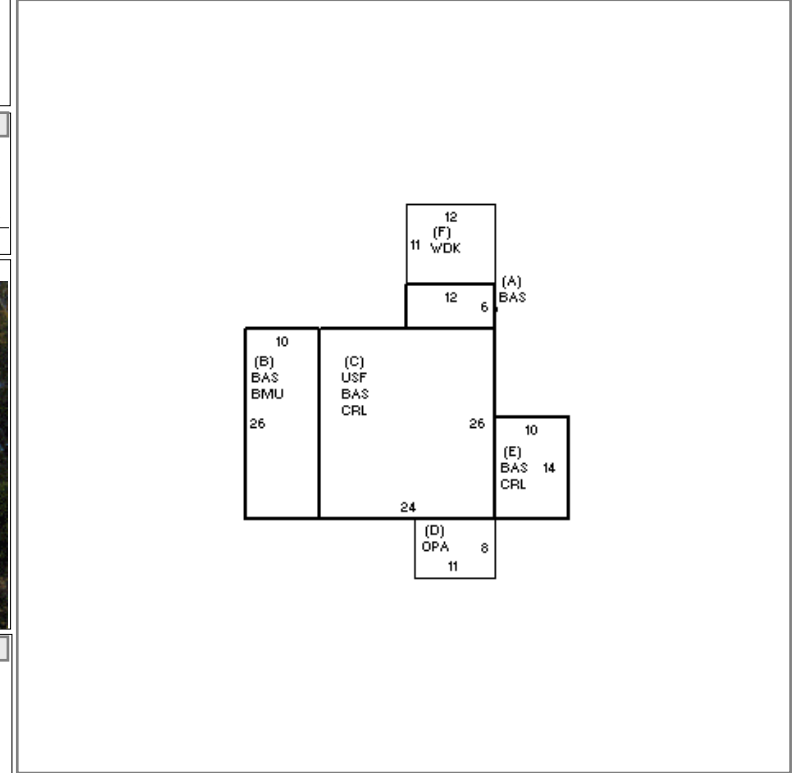 12
(F)
11 WDK
(A)
BAS
12
6
10
(B)
BAS
BMU
26
(C)
USF
BAS
CRL
26
24
10
(E)
BAS 14
CRL
(D)
OPA 8
11